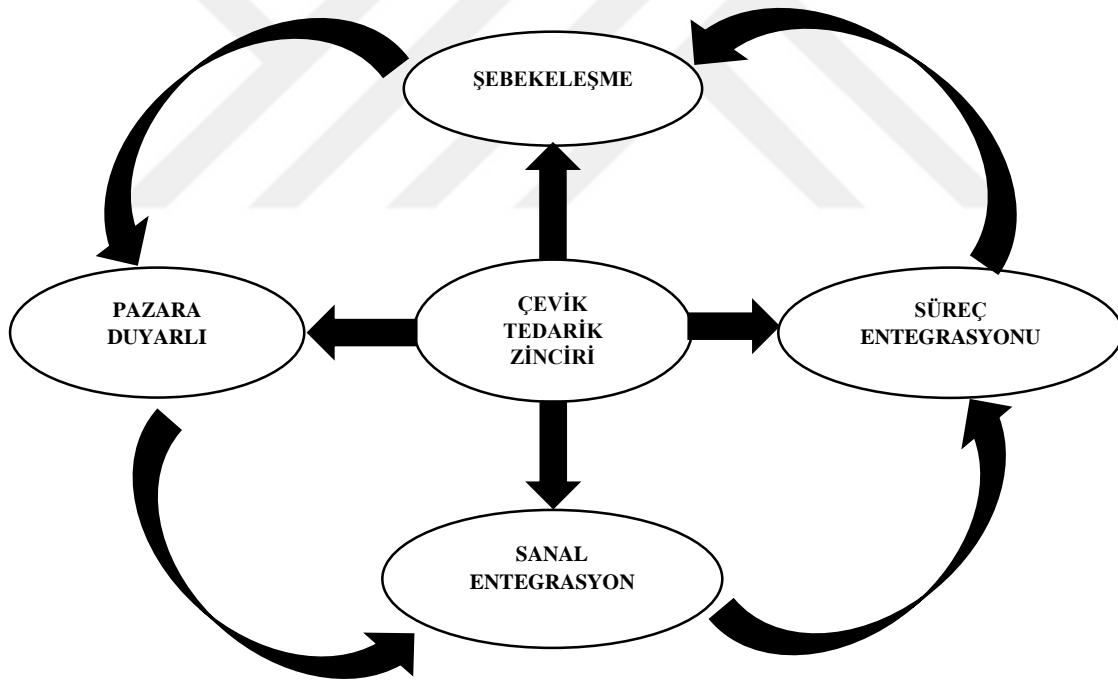 ŞEBEKELEŞME
PAZARA
DUYARLI
ÇEVİK
TEDARİK
ZİNCİRİ
SÜREÇ
ENTEGRASYONU
SANAL
ENTEGRASYON